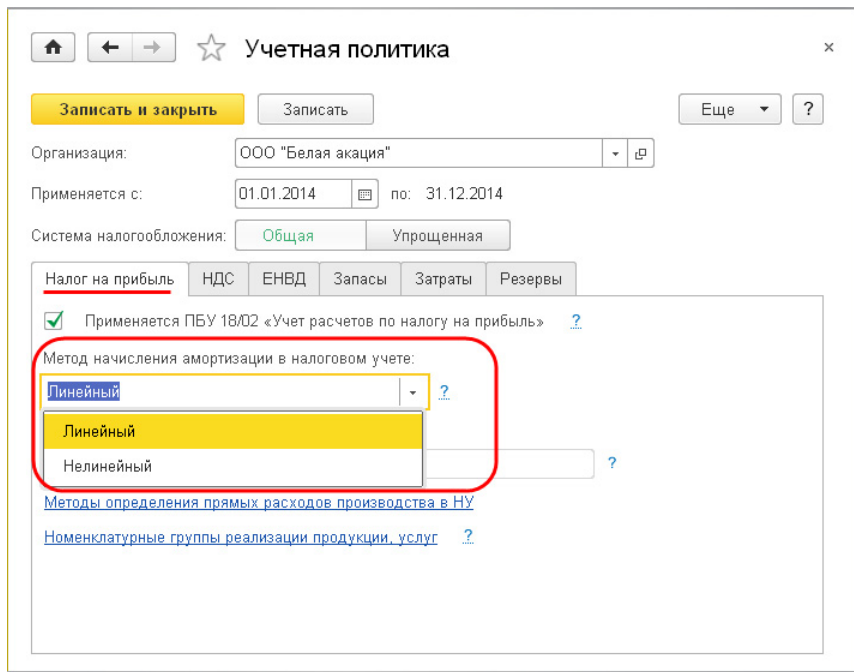 Учетная политика
Записать и закрыть Записать Еще ?
Организация: ООО "Белая акация"
Применяется с: 01.01.2014 по: 31.12.2014
Система налогообложения: Общая Упрощенная
Налог на прибыль НДС ЕНВД Запасы Затраты Резервы
Применяется ПБУ 18/02 «Учет расчетов по налогу на прибыль» ?
Метод начисления амортизации в налоговом учете:
Линейный ?
Линейный
Нелинейный ?
Методы определения прямых расходов производства в НУ
Номенклатурные группы реализации продукции, услуг ?